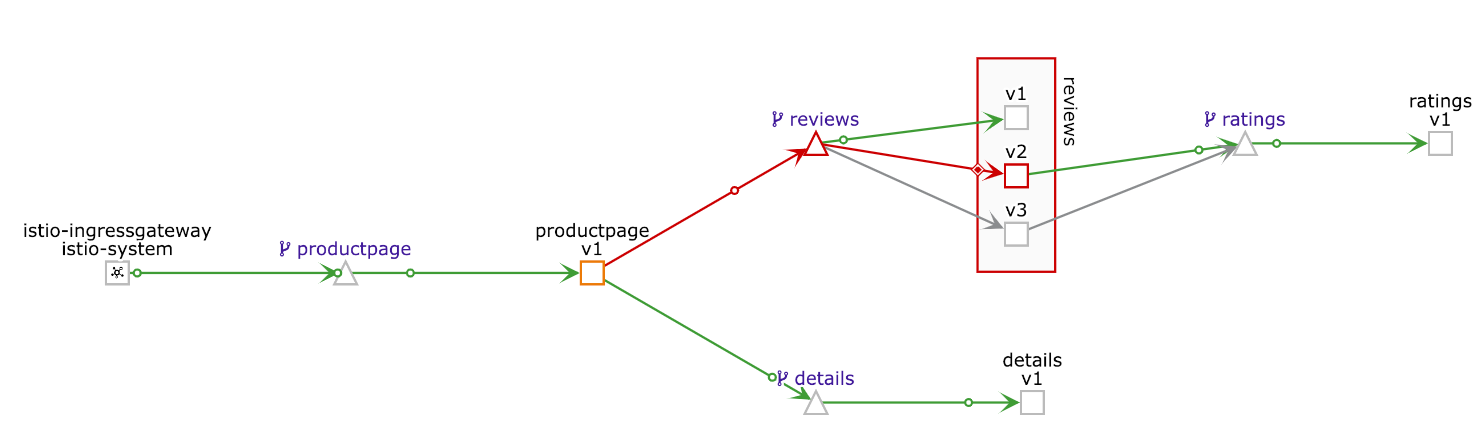 istio-ingressgateway
istio-system
productpage
productpage
v1
reviews
v1
v2
v3
reviews
ratings
ratings
v1
details
details
v1